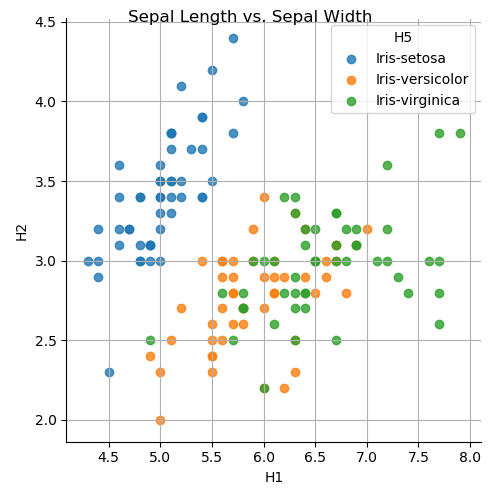 Sepal Length vs. Sepal Width
H5
Iris-setosa
Iris-versicolor
Iris-virginica
4.5
4.0
3.5
3.0
2.5
2.0
H2
4.5 5.0 5.5 6.0 6.5 7.0 7.5 8.0
H1